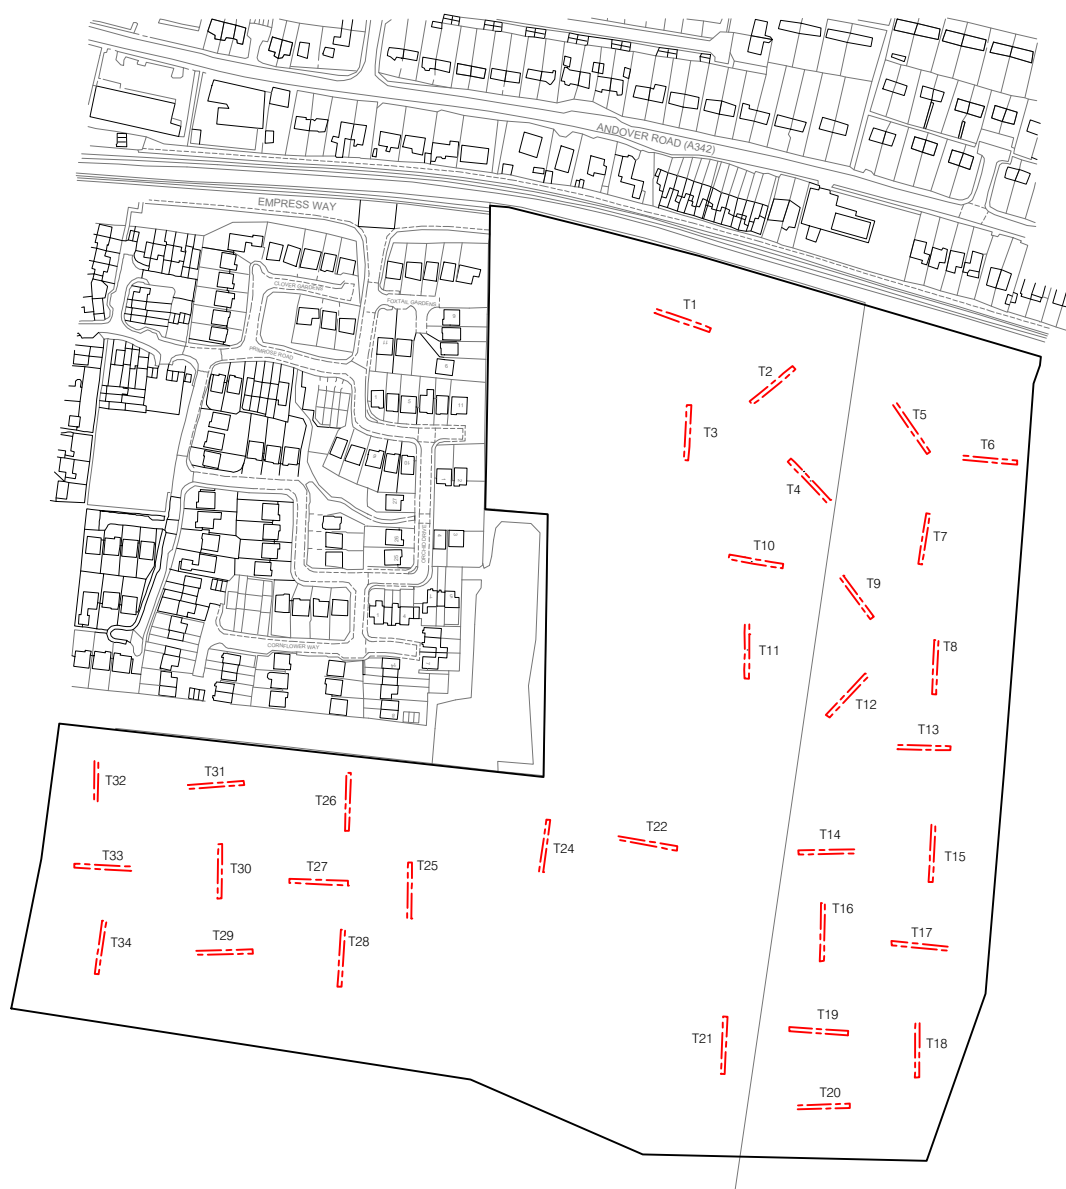 ANDOVER ROAD (A342)
EMPRESS WAY
CLOVER GARDENS
FOXTAIL GARDENS
PRIMROSE ROAD
ORCHID DRIVE
CORNFLOWER WAY
T1
T2
T3
T5
T6
T4
T7
T10
T9
T8
T11
T12
T13
T31
T32
T26
T22
T14
T24
T15
T33
T30
T27
T25
T16
T17
T34
T29
T28
T19
T21
T18
T20